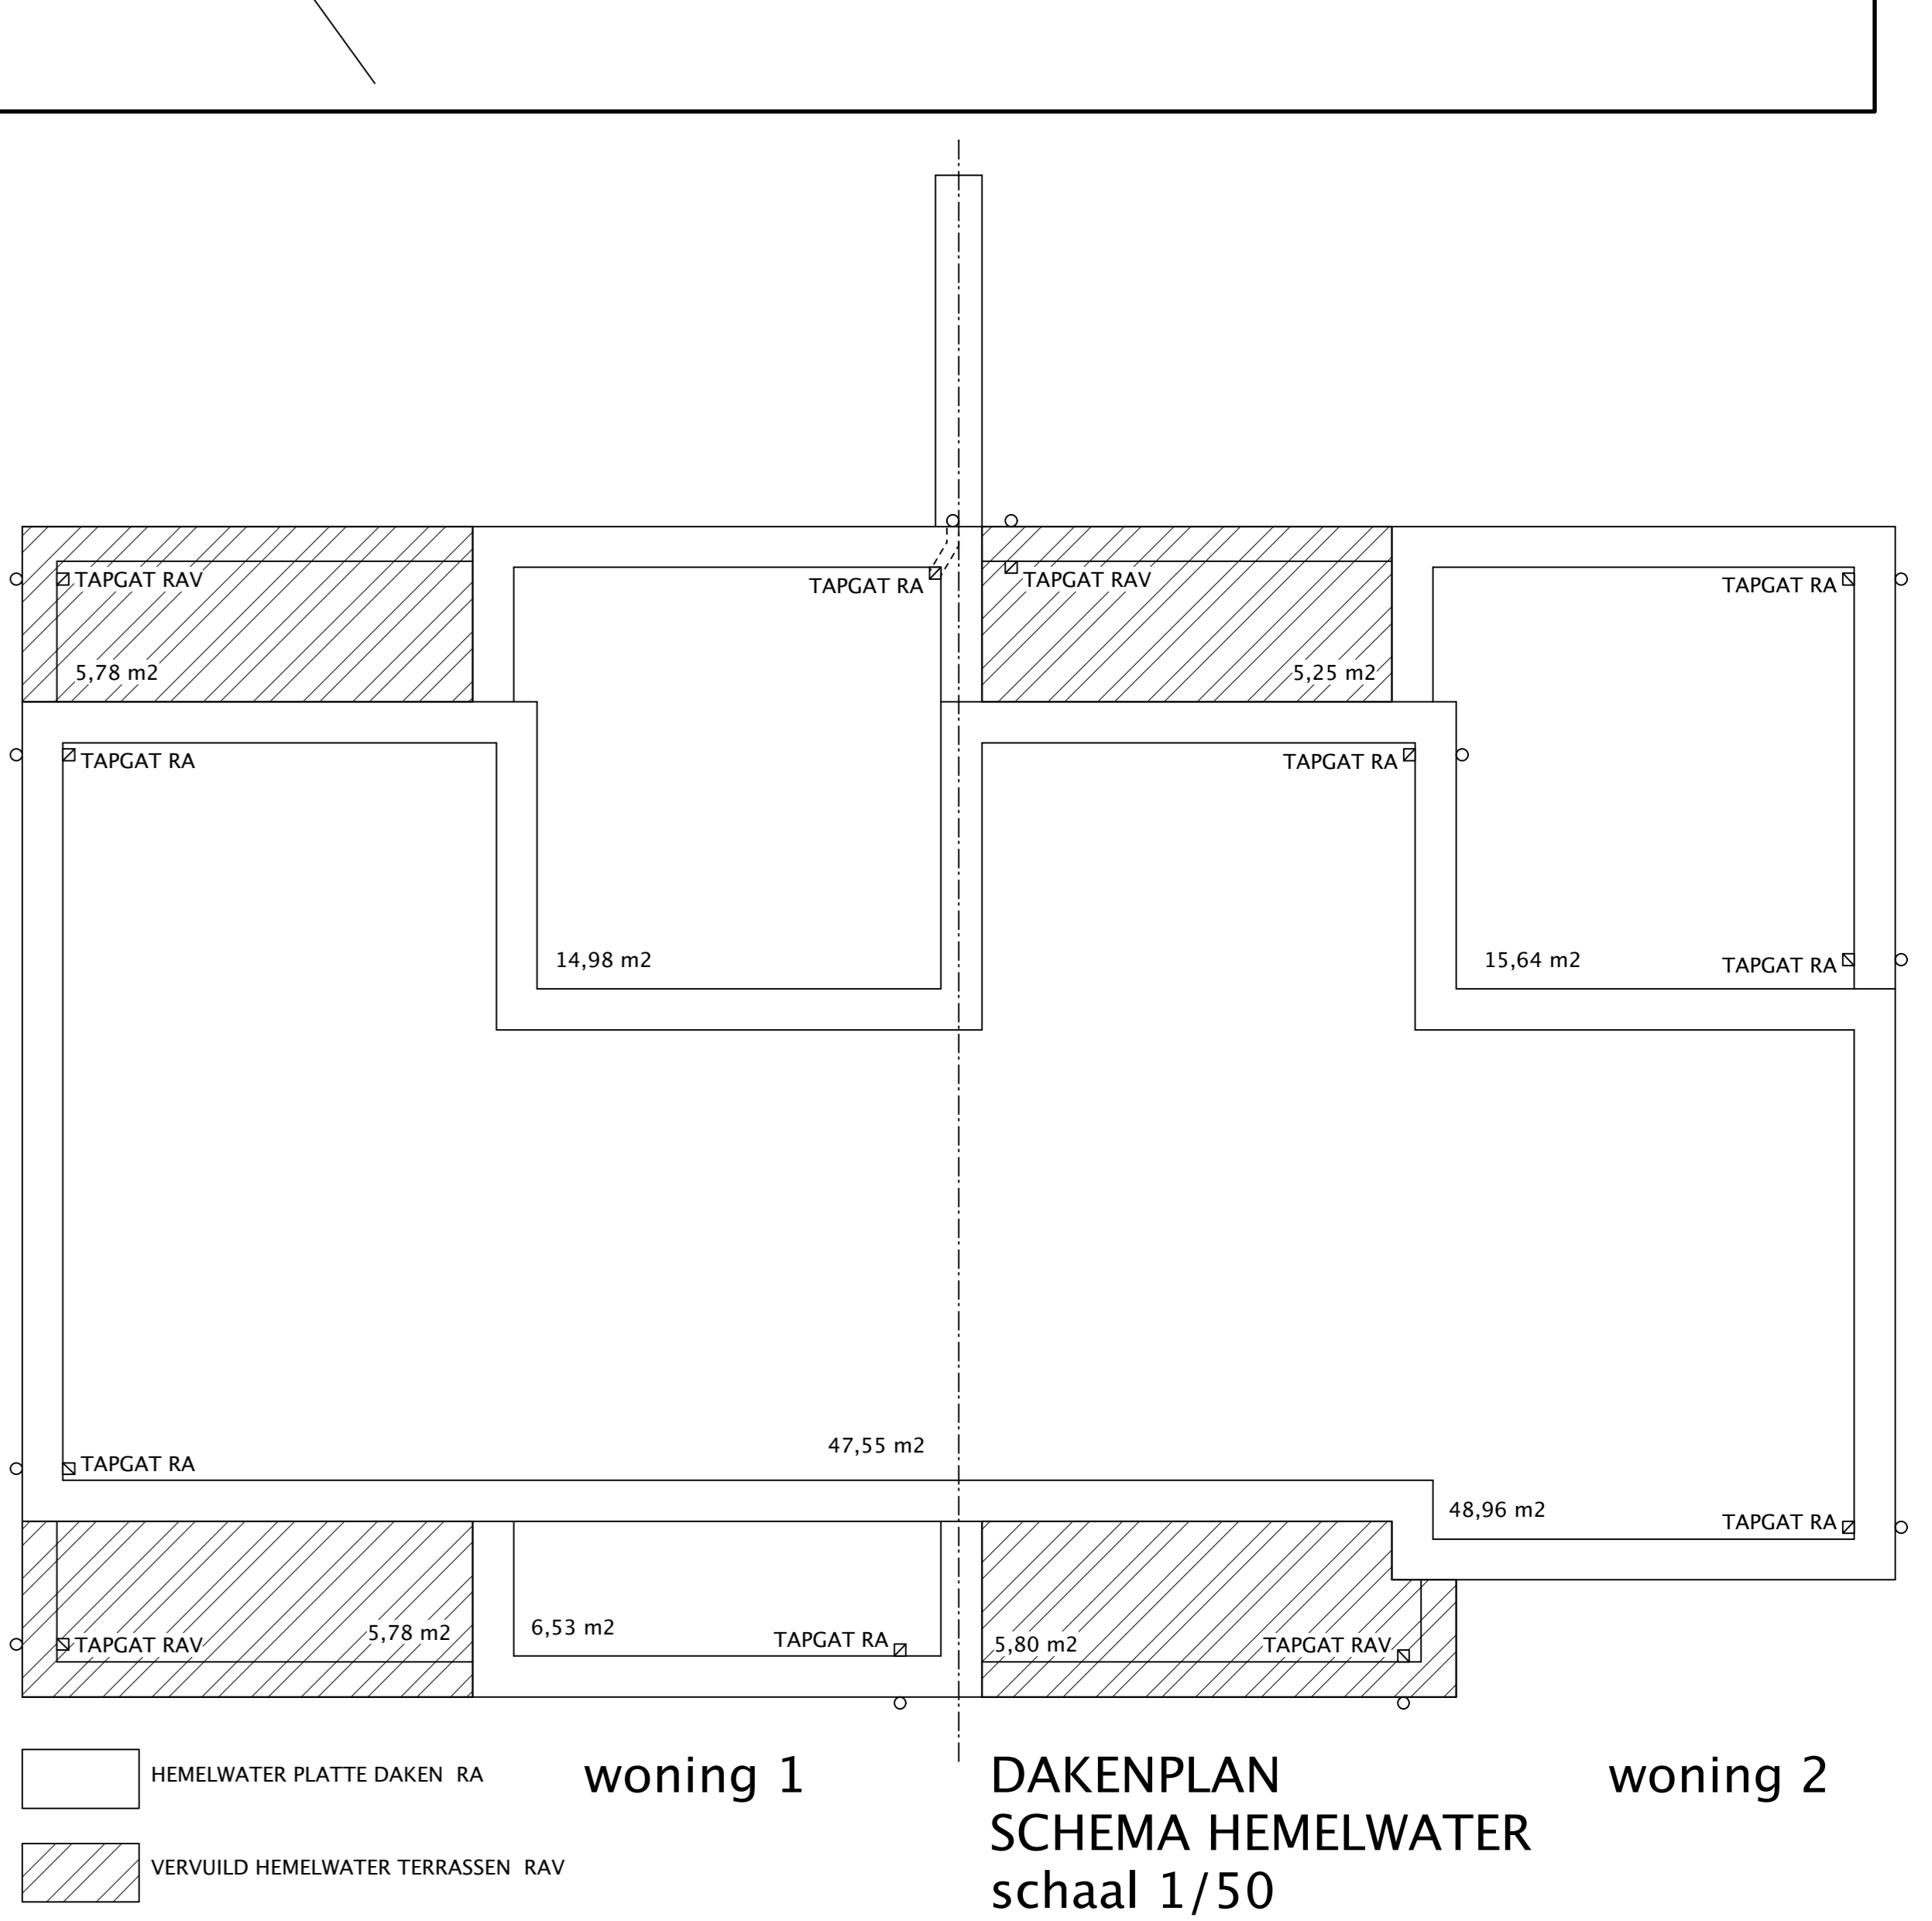 TAPGAT RAV
TAPGAT RA
TAPGAT RAV
TAPGAT RA
5,78 m2
5,25 m2
TAPGAT RA
TAPGAT RA
14,98 m2
15,64 m2
TAPGAT RA
47,55 m2
TAPGAT RA
48,96 m2
TAPGAT RA
TAPGAT RAV
5,78 m2
6,53 m2
TAPGAT RA
5,80 m2
TAPGAT RAV
HEMELWATER PLATTE DAKEN RA
woning 1
DAKENPLAN
woning 2
SCHEMA HEMELWATER
VERVUILD HEMELWATER TERRASSEN RAV
schaal 1/50